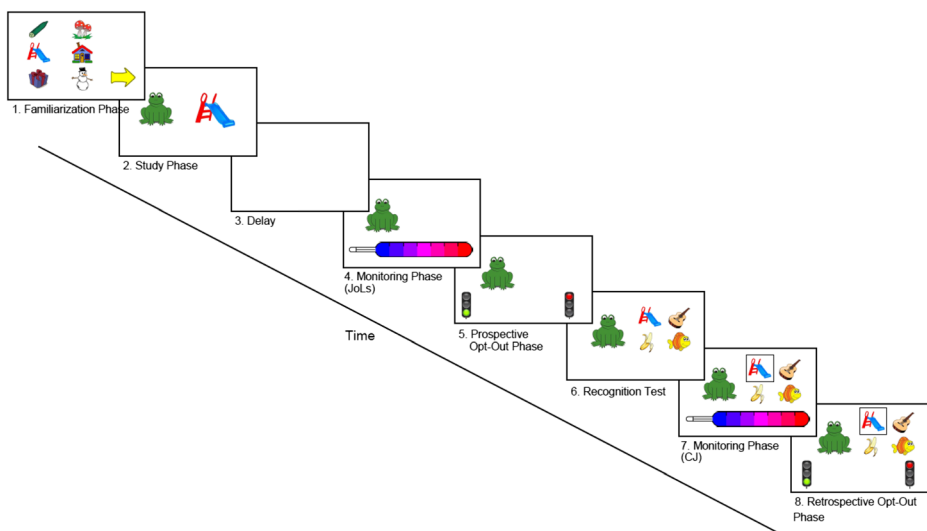 1. Familiarization Phase
2. Study Phase
3. Delay
4. Monitoring Phase
(JoLs)
Time
5. Prospective
Opt-Out Phase
6. Recognition Test
7. Monitoring Phase
(CJ)
8. Retrospective Opt-Out
Phase